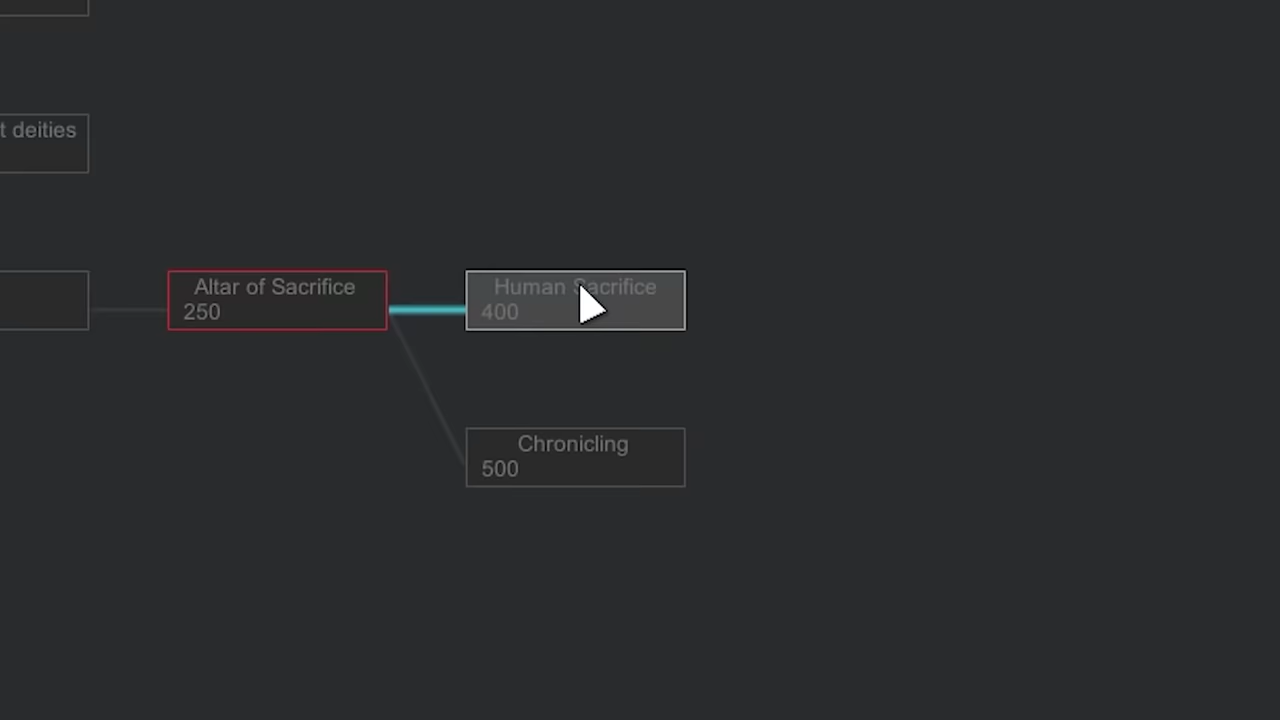 t deities
Altar of Sacrifice
250
Human Sacrifice
400
Chronicling
500